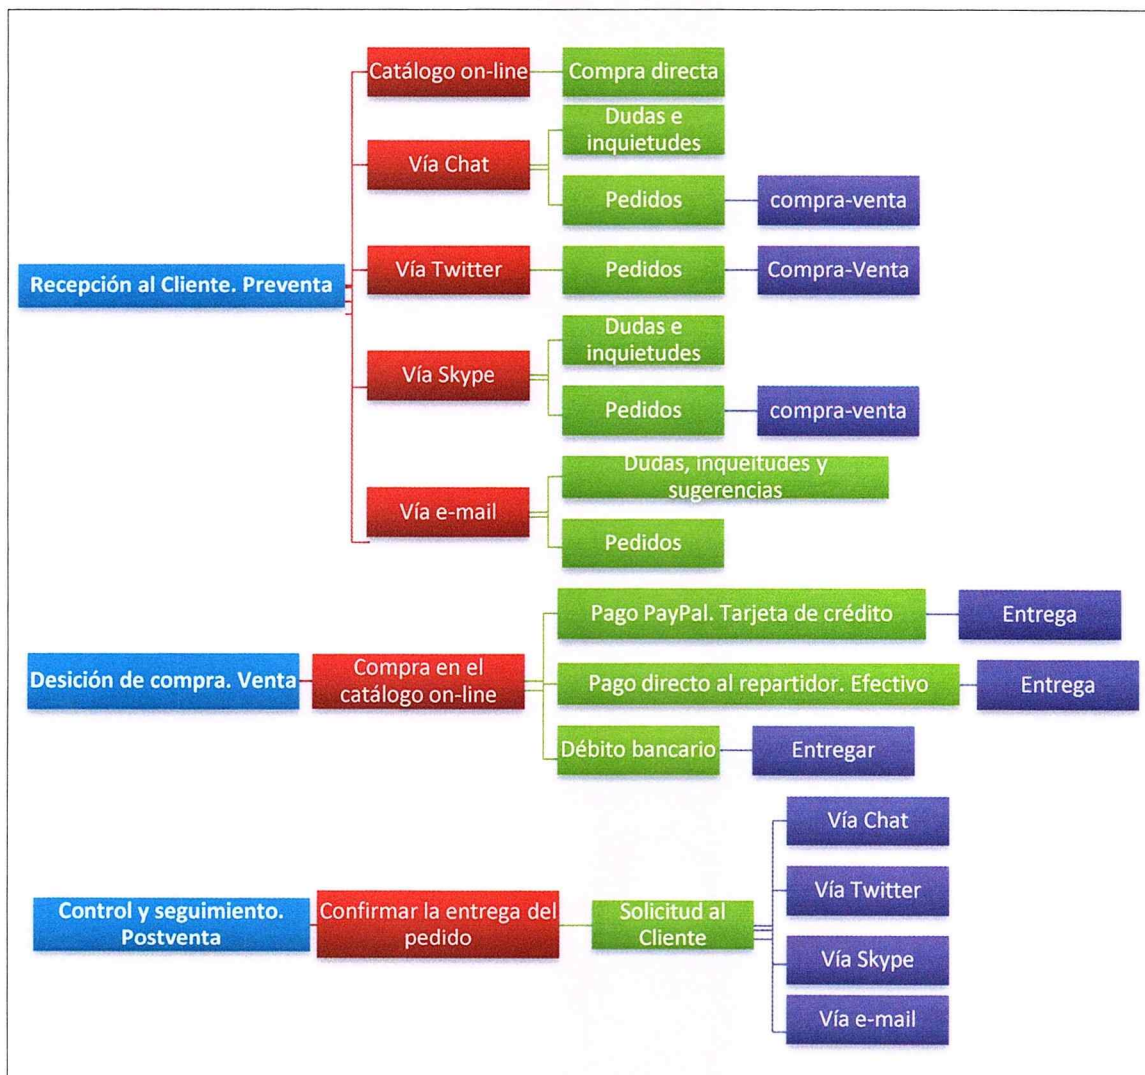 Catálogo on-line
Compra directa
Dudas e
inquietudes
Vía Chat
Pedidos
compra-venta
Recepción al Cliente. Preventa
Vía Twitter
Pedidos
Compra-Venta
Dudas e
inquietudes
Vía Skype
Pedidos
compra-venta
Dudas, inqueitudes y
sugerencias
Vía e-mail
Pedidos
Pago PayPal. Tarjeta de crédito
Entrega
Desición de compra. Venta
Compra en el
catálogo on-line
Pago directo al repartidor. Efectivo
Entrega
Débito bancario
Entregar
Vía Chat
Vía Twitter
Control y seguimiento.
Postventa
Confirmar la entrega del
pedido
Solicitud al
Cliente
Vía Skype
Vía e-mail